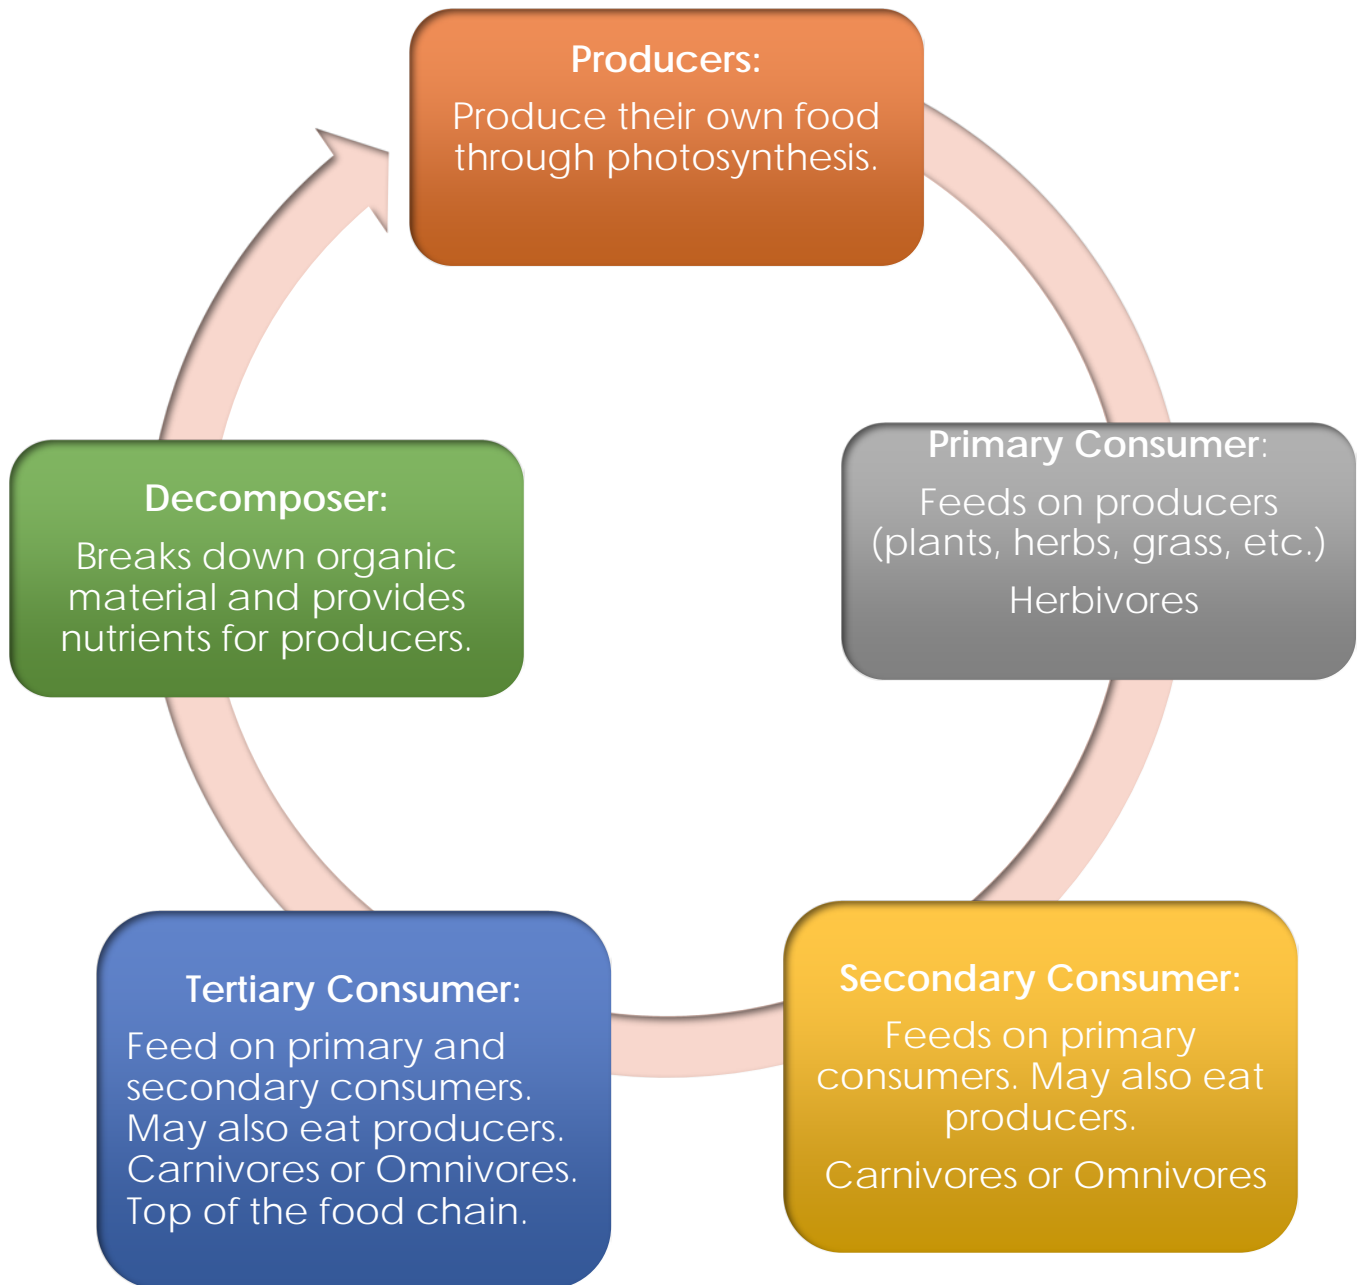 Producers:
Produce their own food
through photosynthesis.
Primary Consumer:
Feeds on producers
(plants, herbs, grass, etc.)
Herbivores
Secondary Consumer:
Feeds on primary
consumers. May also eat
producers.
Carnivores or Omnivores
Tertiary Consumer:
Feed on primary and
secondary consumers.
May also eat producers.
Carnivores or Omnivores.
Top of the food chain.
Decomposer:
Breaks down organic
material and provides
nutrients for producers.